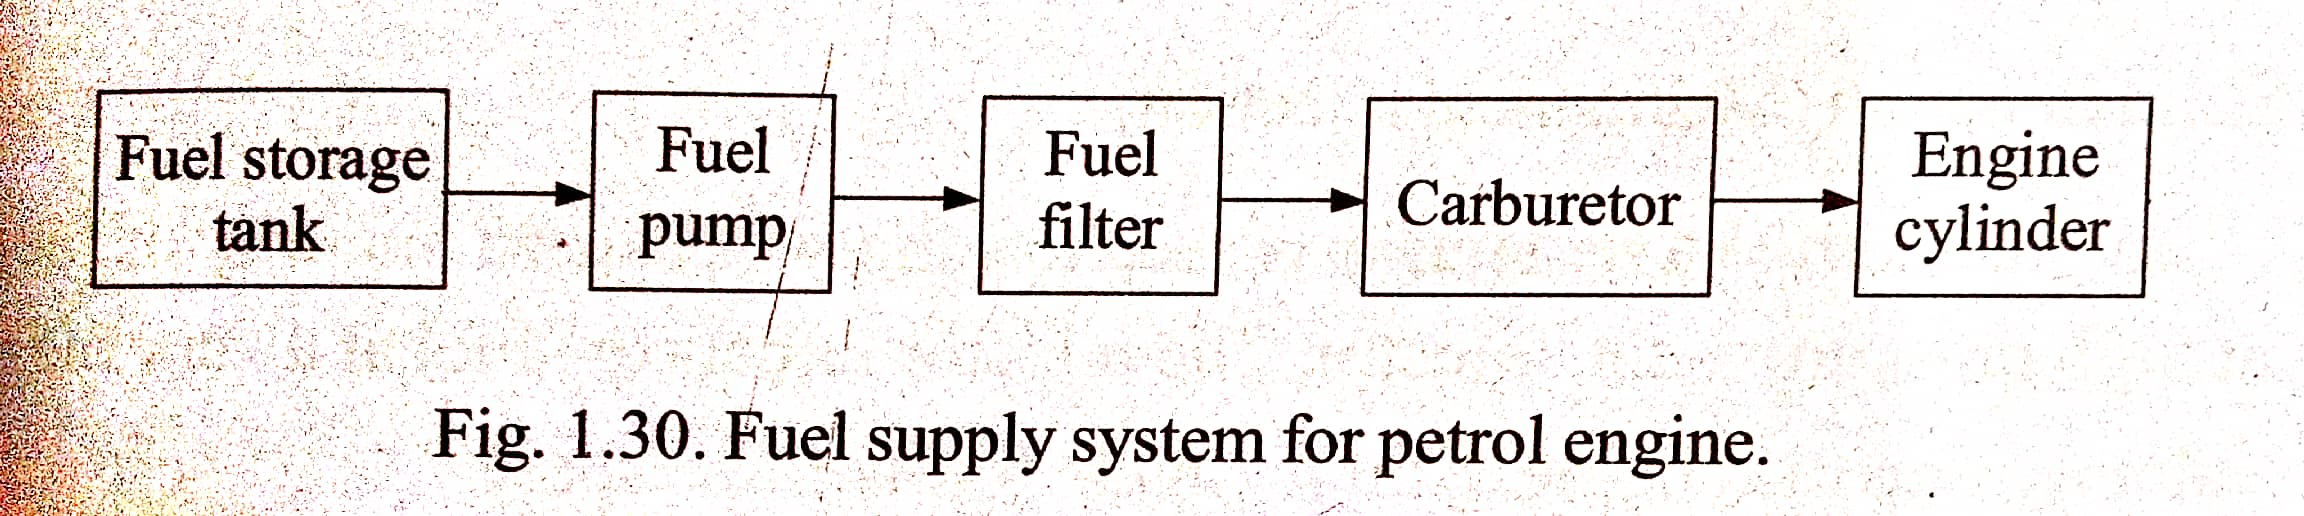 Fuel storage
tank
Fuel
pump
Fuel
filter
Carburetor
Engine
cylinder
Fig. 1.30. Fuel supply system for petrol engine.